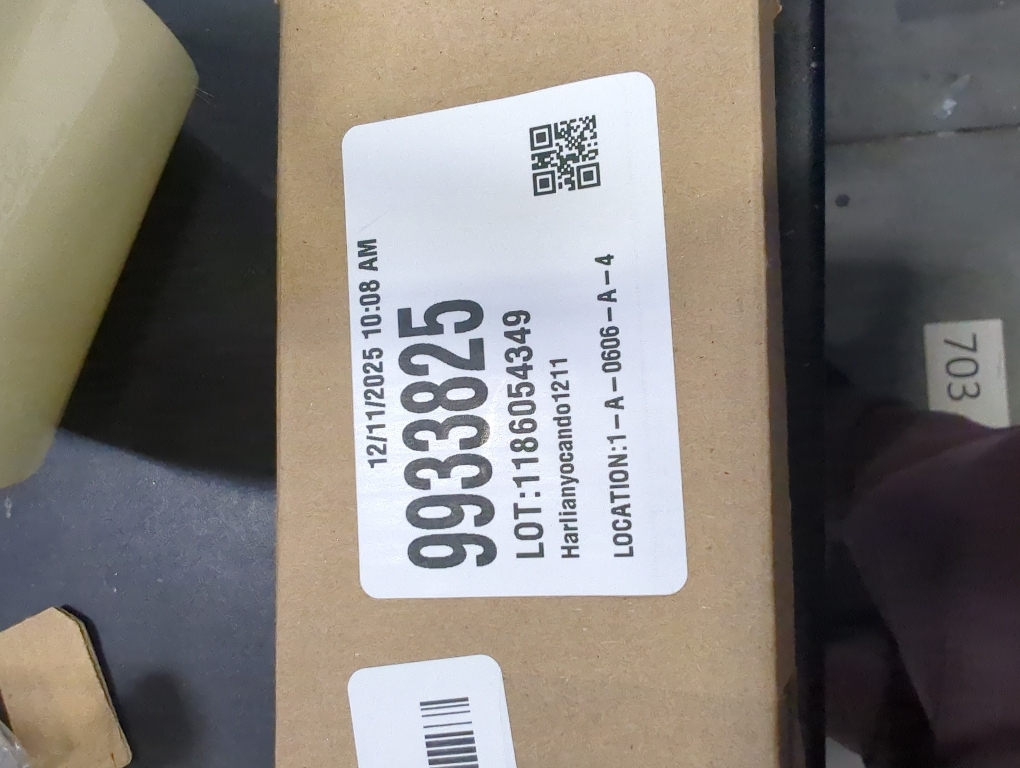 12/11/2025 10:08 AM
9933825
LOT:1186054349
Harlianyocando1211
LOCATION:1-A-0606-A-4
703